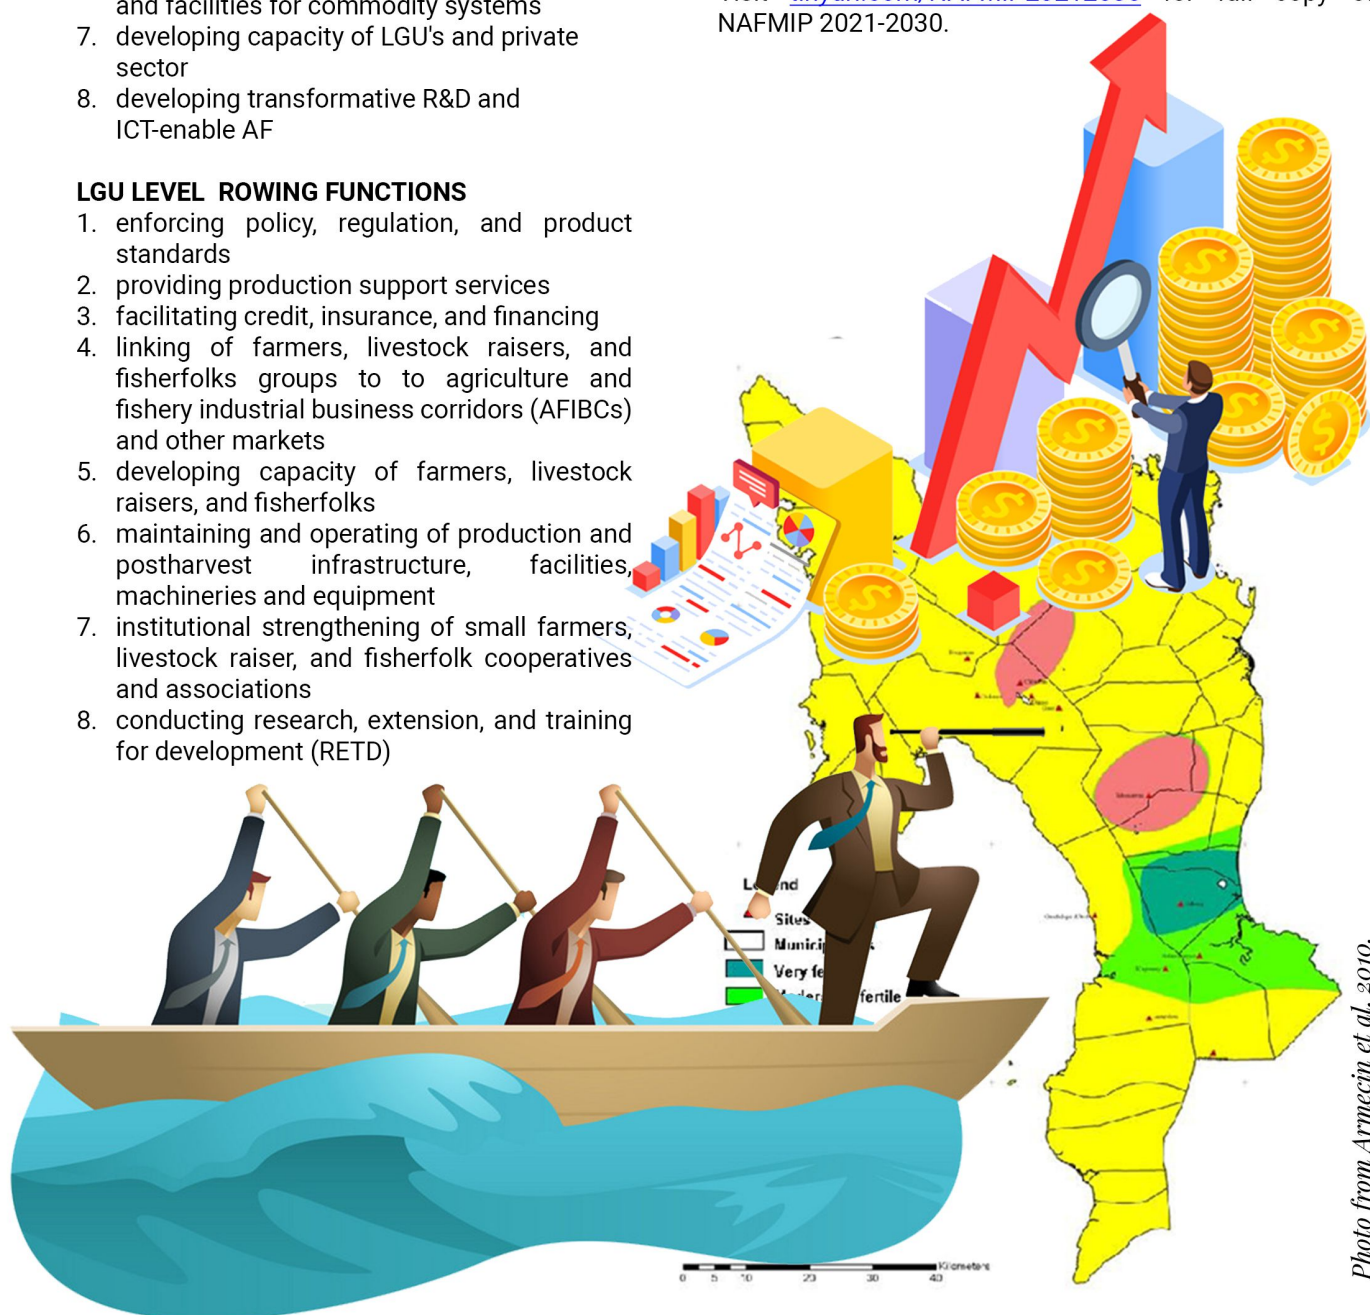 and facilities for commodity systems
7. developing capacity of LGU's and private
sector
8. developing transformative R&D and
ICT-enable AF
LGU LEVEL ROWING FUNCTIONS
1. enforcing policy, regulation, and product
standards
2. providing production support services
3. facilitating credit, insurance, and financing
4. linking of farmers, livestock raisers, and
fisherfolks groups to to agriculture and
fishery industrial business corridors (AFIBCs)
and other markets
5. developing capacity of farmers, livestock
raisers, and fisherfolks
6. maintaining and operating of production and
postharvest infrastructure, facilities,
machineries and equipment
7. institutional strengthening of small farmers,
livestock raiser, and fisherfolk cooperatives
and associations
8. conducting research, extension, and training
for development (RETD)
NAFMIP 2021-2030.
Sites
Very
fertile
Kilometers
0 5 10 20 30 40
Photo from Armecin et al. 2019.